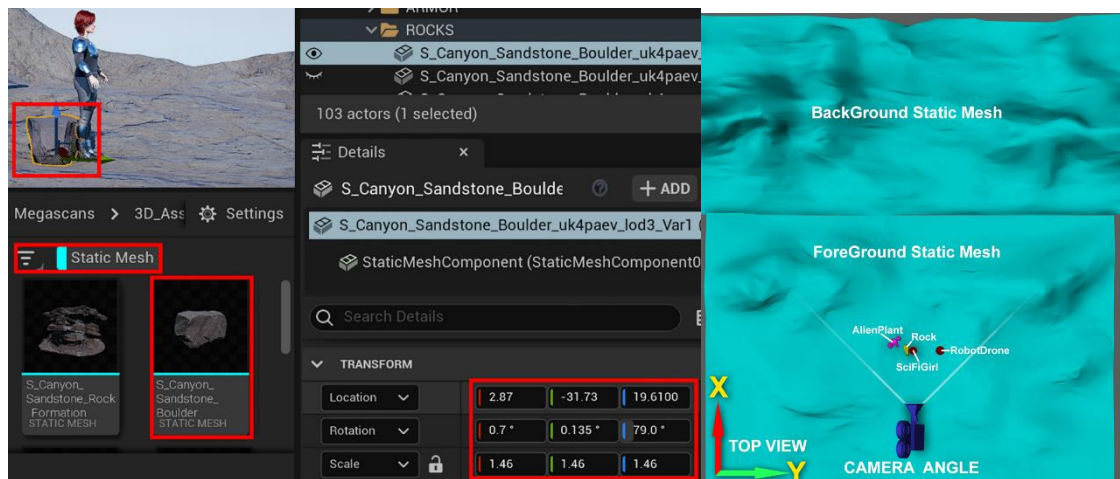 Megascans > 3D_Ass Settings
Static Mesh
S_Canyon_
Sandstone_Rock
Formation
STATIC MESH
S_Canyon_
Sandstone_
Boulder
STATIC MESH
ARMOR
ROCKS
S_Canyon_Sandstone_Boulder_uk4paev_
S_Canyon_Sandstone_Boulder_uk4paev_
103 actors (1 selected)
Details ×
S_Canyon_Sandstone_Boulde + ADD
S_Canyon_Sandstone_Boulder_uk4paev_lod3_Var1 (
StaticMeshComponent (StaticMeshComponent0
Search Details
TRANSFORM
Location 2.87 -31.73 19.6100
Rotation 0.7 ° 0.135 ° 79.0 °
Scale 1.46 1.46 1.46
BackGround Static Mesh
ForeGround Static Mesh
AlienPlant
Rock
RobotDrone
SciFiGirl
X
TOP VIEW
Y
CAMERA ANGLE